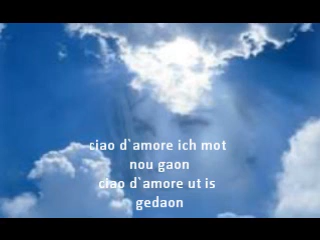 ciao d`amore ich mot
nou gaon
ciao d`amore ut is
gedaon